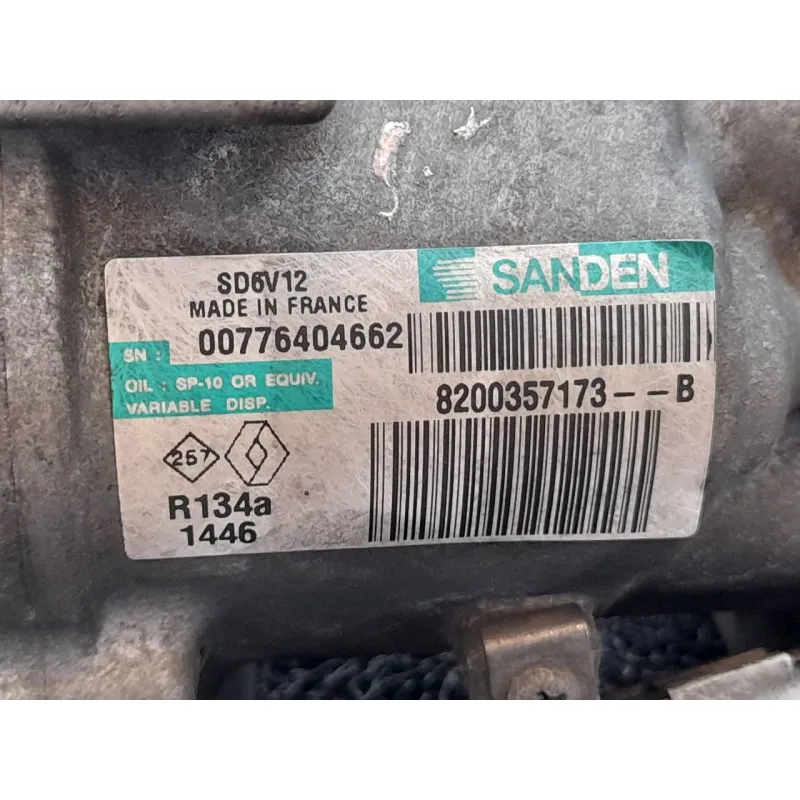 SD6V12
MADE IN FRANCE
SANDEN
SN : 00776404662
OIL : SP-10 OR EQUIV.
VARIABLE DISP.
8200357173--B
257
R134a
1446